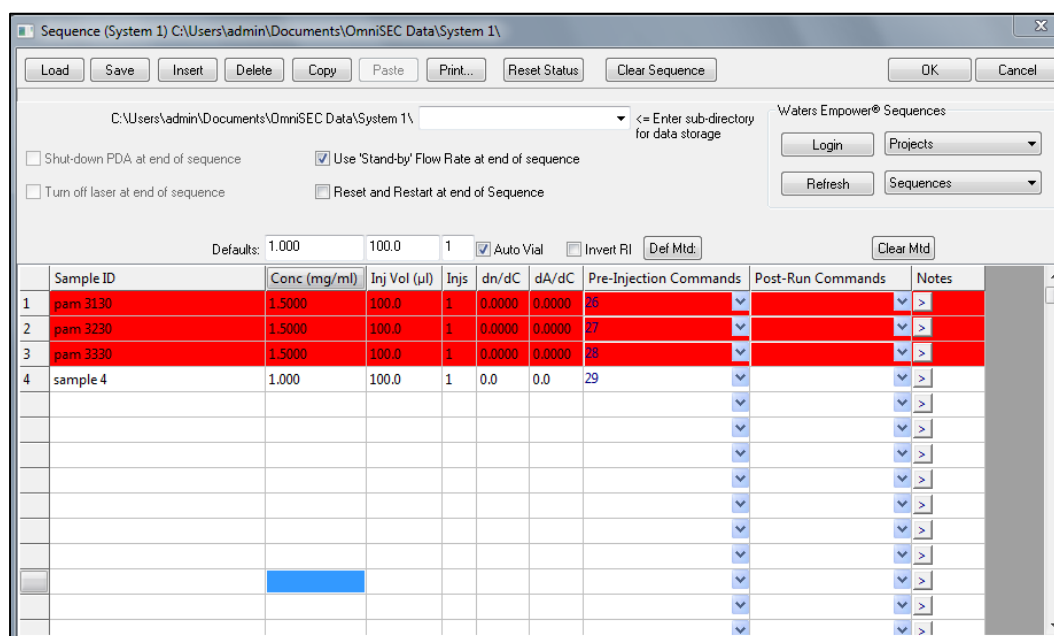 Sequence (System 1) C:\Users\admin\Documents\OmniSEC Data\System 1\
Load Save Insert Delete Copy Paste Print... Reset Status Clear Sequence OK Cancel
C:\Users\admin\Documents\OmniSEC Data\System 1\ <= Enter sub-directory
for data storage
Waters Empower® Sequences
Login Projects
Shut-down PDA at end of sequence Use 'Stand-by' Flow Rate at end of sequence
Refresh Sequences
Turn off laser at end of sequence Reset and Restart at end of Sequence
Defaults: 1.000 100.0 1 Auto Vial Invert RI Def Mtd: Clear Mtd
Sample ID Conc (mg/ml) Inj Vol (µl) Injs dn/dC dA/dC Pre-Injection Commands Post-Run Commands Notes
1 pam 3130 1.5000 100.0 1 0.0000 0.0000 26 >
2 pam 3230 1.5000 100.0 1 0.0000 0.0000 27 >
3 pam 3330 1.5000 100.0 1 0.0000 0.0000 28 >
4 sample 4 1.000 100.0 1 0.0 0.0 29 >
>
>
>
>
>
>
>
>
>
>